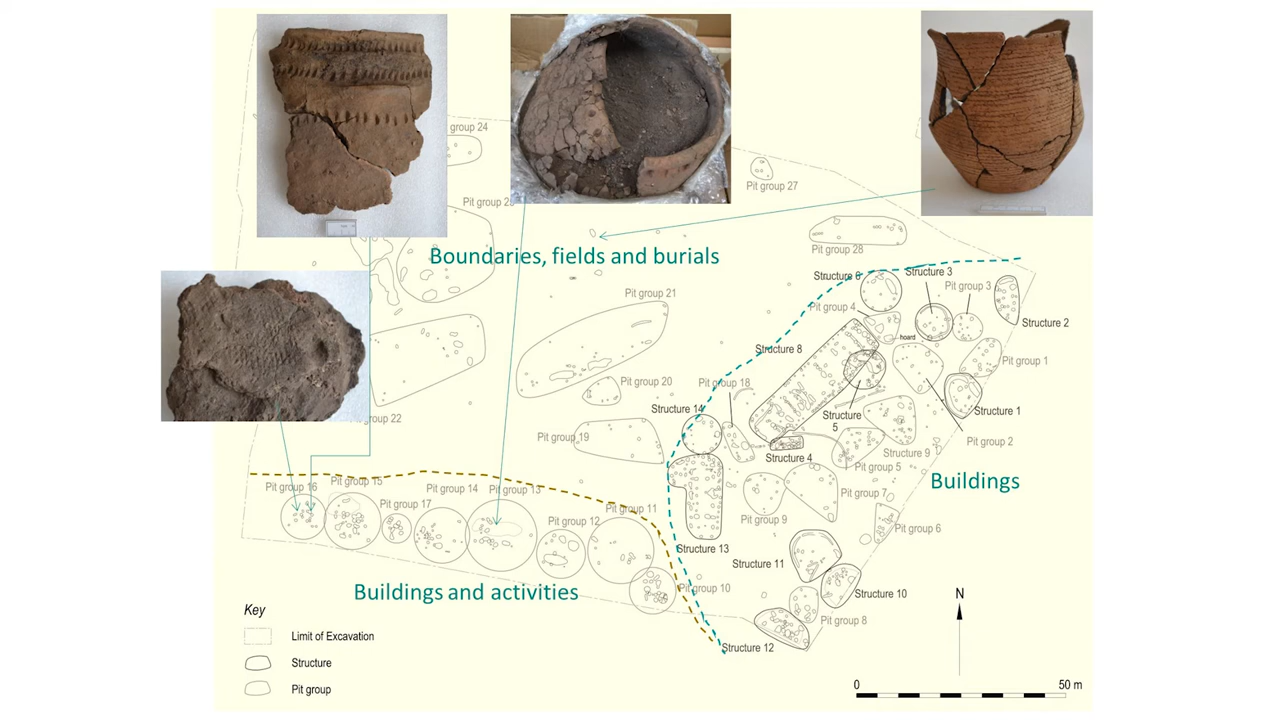 group 24
Pit group 27
Pit group 25
Pit group 28
Boundaries, fields and burials
Structure 6
Structure 3
Pit group 3
Pit group 21
Pit group 4
Structure 2
hoard
Structure 8
Pit group 1
Pit group 20
Pit group 18
Structure 14
Structure 1
Structure
5
roup 22
Pit group 19
Pit group 2
Structure 4
Structure 9
Pit group 5
Buildings
Pit group 16
Pit group 15
Pit group 14
Pit group 13
Pit group 7
Pit group 17
Pit group 11
Pit group 9
Pit group 12
Pit group 6
Structure 13
Structure 11
Buildings and activities
Pit group 10
Structure 10
N
Key
Pit group 8
Limit of Excavation
Structure 12
Structure
0
50 m
Pit group